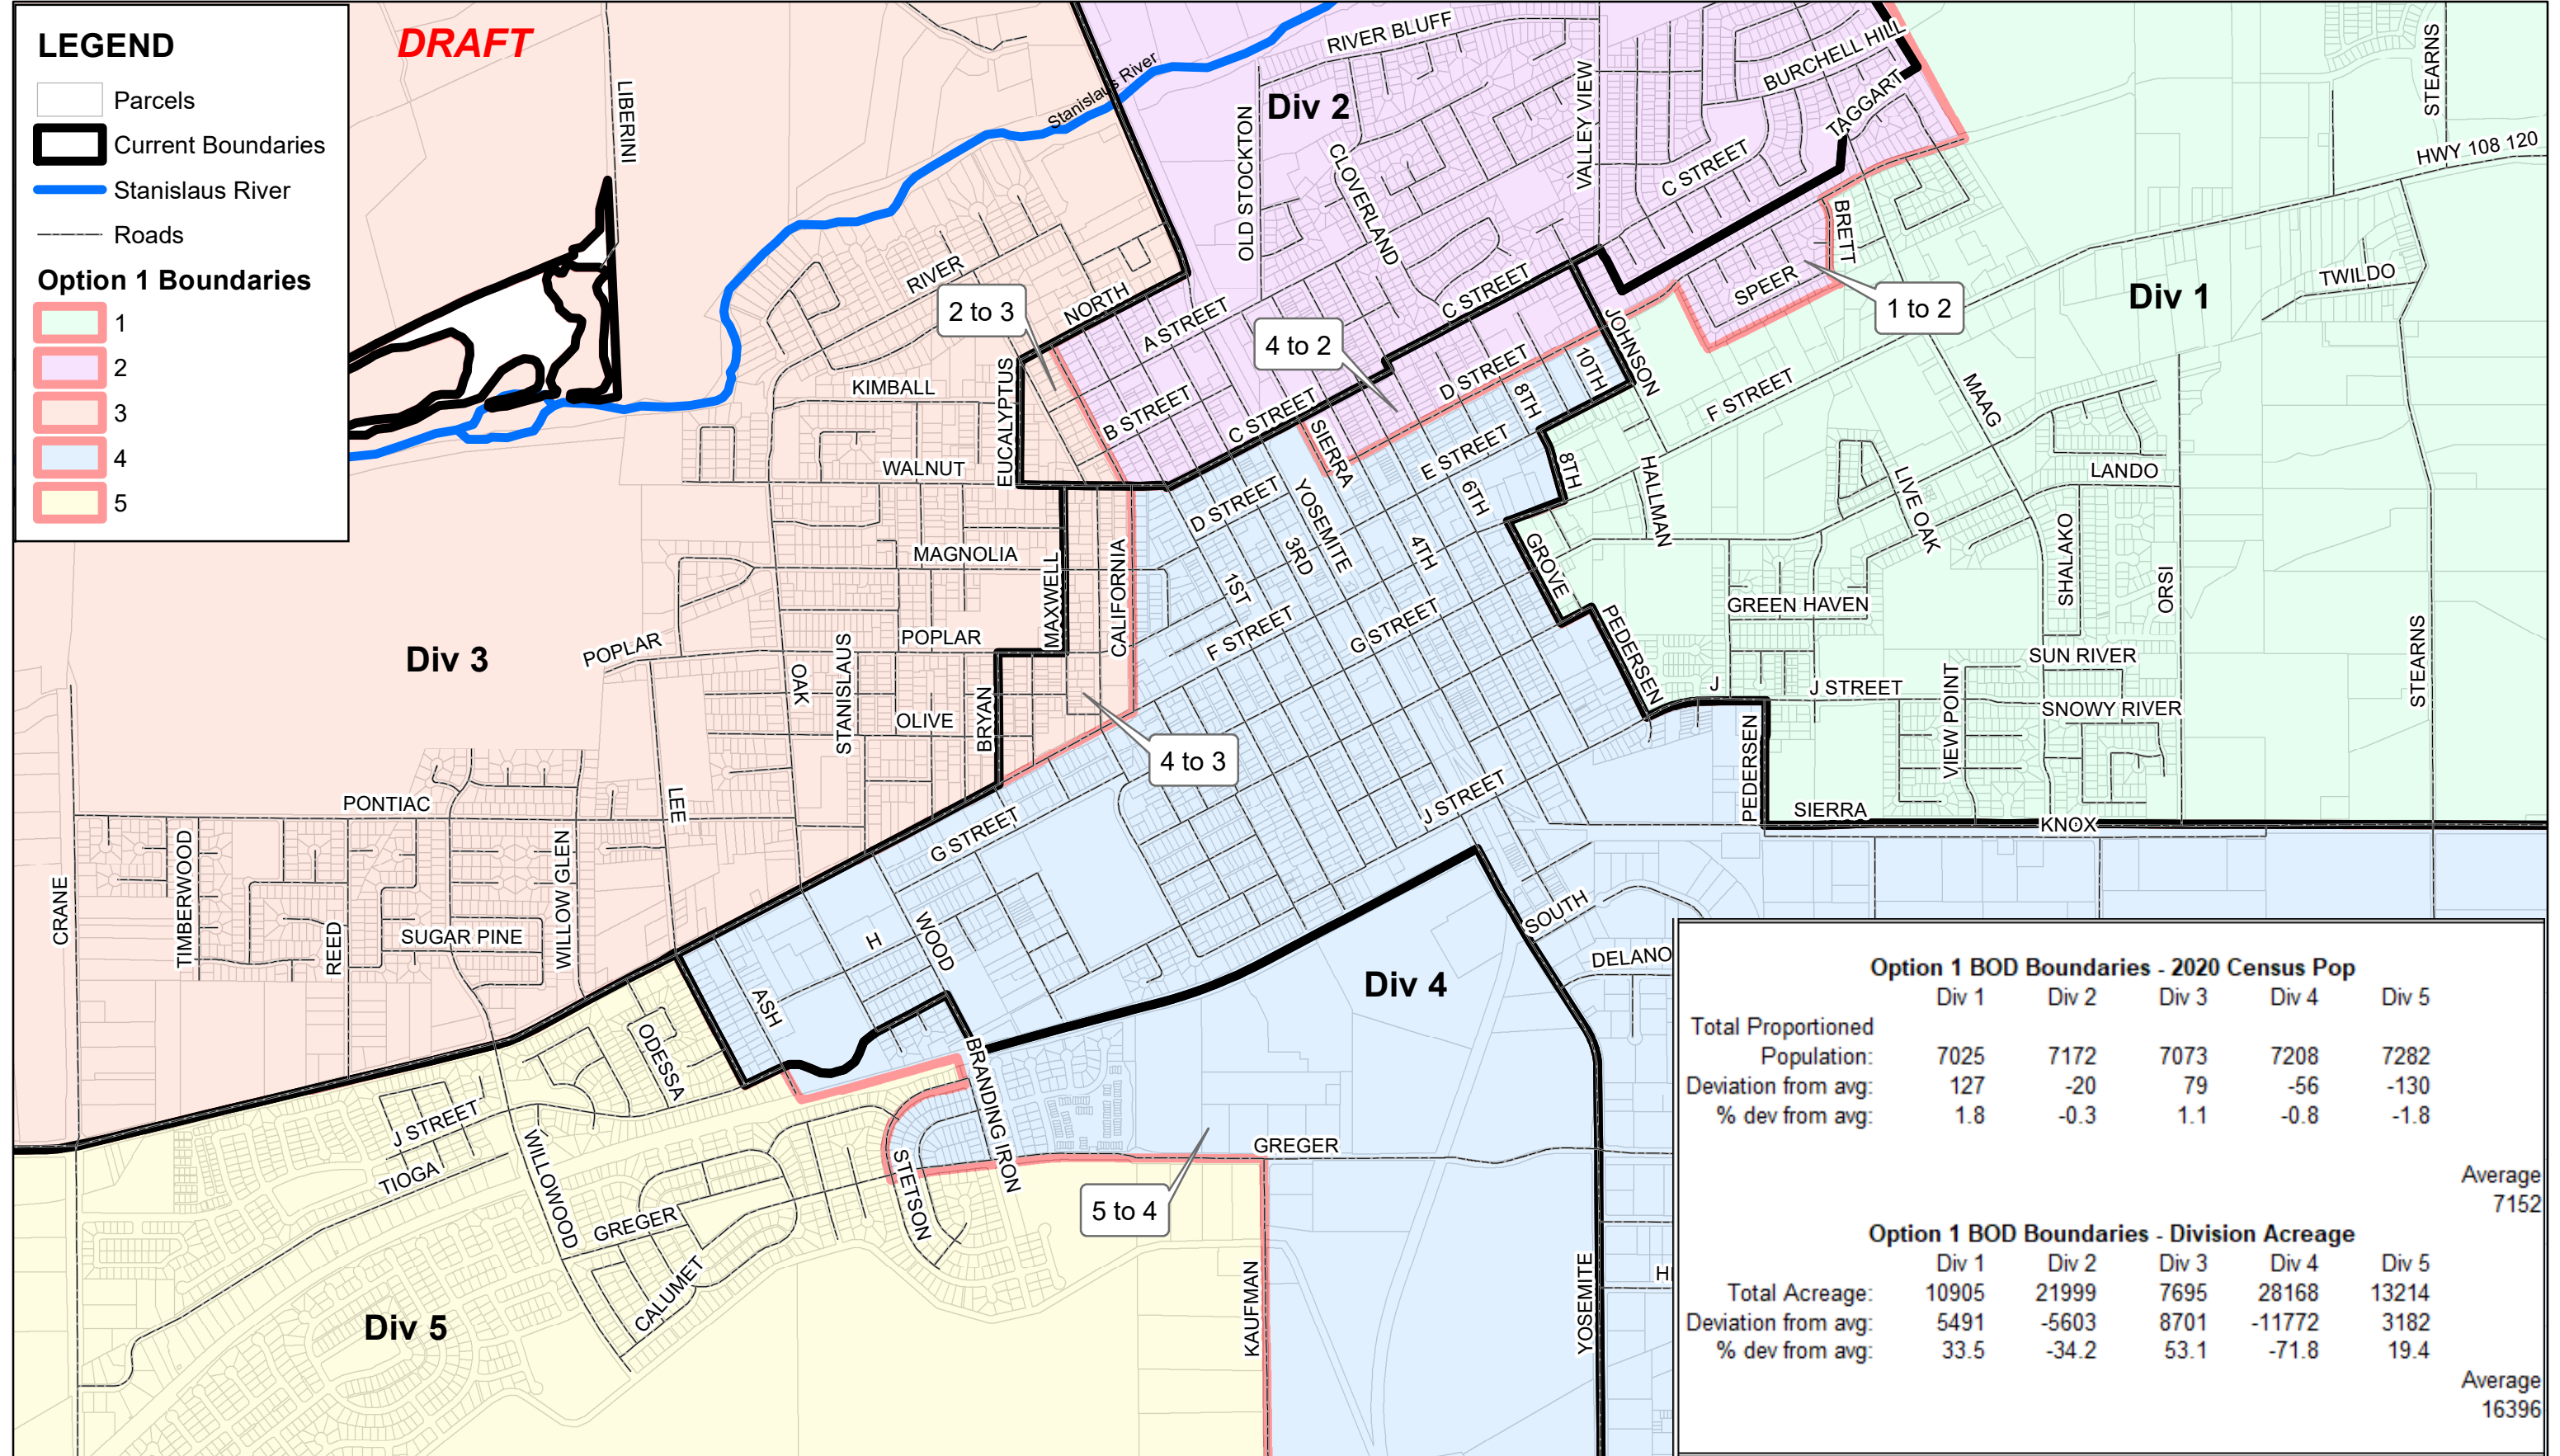 LEGEND
Parcels
Current Boundaries
Stanislaus River
Roads
Option 1 Boundaries
1
2
3
4
5
DRAFT
LIBERINI
Stanislaus River
RIVER BLUFF
BURCHELL HILL
TAGGART
STEARNS
HWY 108 120
Div 2
OLD STOCKTON
CLOVERLAND
VALLEY VIEW
C STREET
BRETT
TWILDO
Div 1
RIVER
NORTH
2 to 3
A STREET
4 to 2
C STREET
SPEER
1 to 2
JOHNSON
KIMBALL
EUCALYPTUS
B STREET
C STREET
D STREET
10TH
8TH
F STREET
MAAG
WALNUT
SIERRA
E STREET
6TH
8TH
HALLMAN
LIVE OAK
LANDO
D STREET
YOSEMITE
MAGNOLIA
MAXWELL
CALIFORNIA
1ST
3RD
4TH
GROVE
SHALAKO
ORSI
GREEN HAVEN
Div 3
POPLAR
POPLAR
OAK
STANISLAUS
F STREET
G STREET
PEDERSEN
SUN RIVER
STEARNS
OLIVE
BRYAN
4 to 3
J
J STREET
VIEW POINT
SNOWY RIVER
PONTIAC
LEE
G STREET
J STREET
PEDERSEN
SIERRA
KNOX
CRANE
TIMBERWOOD
REED
SUGAR PINE
WILLOW GLEN
H
WOOD
SOUTH
DELANO
Div 4
ASH
ODESSA
BRANDING IRON
J STREET
TIOGA
WILLOWOOD
GREGER
STETSON
5 to 4
GREGER
CALUMET
KAUFMAN
YOSEMITE
H
Div 5
Option 1 BOD Boundaries - 2020 Census Pop
Div 1 Div 2 Div 3 Div 4 Div 5
Total Proportioned
Population: 7025 7172 7073 7208 7282
Deviation from avg: 127 -20 79 -56 -130
% dev from avg: 1.8 -0.3 1.1 -0.8 -1.8
Average
7152
Option 1 BOD Boundaries - Division Acreage
Div 1 Div 2 Div 3 Div 4 Div 5
Total Acreage: 10905 21999 7695 28168 13214
Deviation from avg: 5491 -5603 8701 -11772 3182
% dev from avg: 33.5 -34.2 53.1 -71.8 19.4
Average
16396